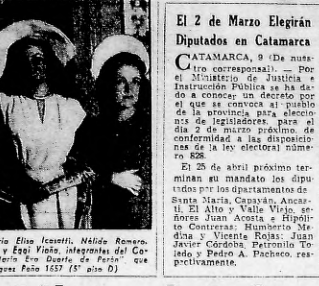 El 2 de Marzo Elegirán
Diputados en Catamarca
CATAMARCA, 9 (De nues-
tro corresponsal). — Por
el Ministerio de Justicia e
Instrucción Pública se ha da-
do a conocer un decreto por
el que se convoca al pueblo
de la provincia para eleccio-
nes de legisladores, para el
día 2 de marzo próximo, de
conformidad a las disposicio-
nes de la ley electoral núme-
ro 828.
El 25 de abril próximo ter-
minan su mandato los dipu-
tados por los dpartamentos de
Santa María, Capayán, Ancas-
ti, El Alto y Valle Viejo, se-
ñores Juan Acosta e Hipóli-
to Contreras; Humberto Me-
dina y Vicente Rojas; Juan
Javier Córdoba, Petronilo To-
ledo y Pedro A. Pacheco, res-
pectivamente.
Elisa Icasatti, Nélida Romero,
y Eggi Viaña, integrantes del Co-
María Eva Duarte de Perón" que
guez Peña 1657 (5º piso D)